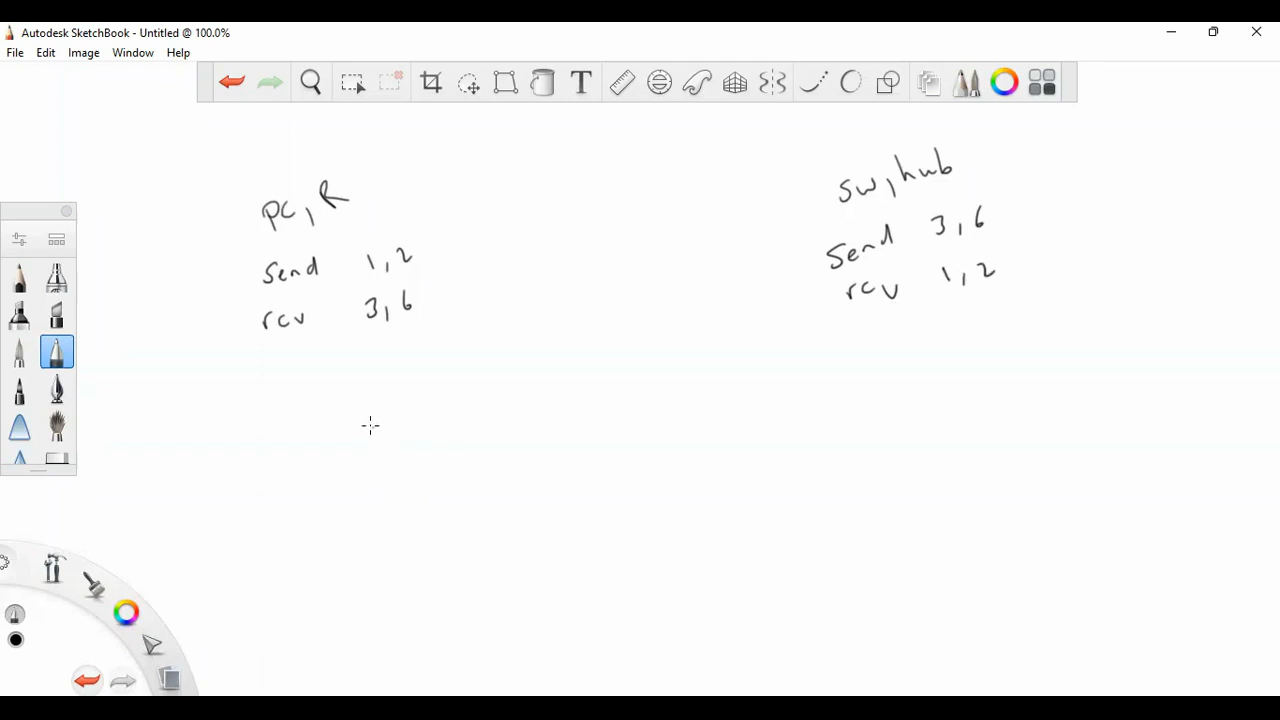 Autodesk SketchBook - Untitled @ 100.0%
File Edit Image Window Help
PC, R
Send 1,2
rcv 3,6
Sw, hub
Send 3,6
rcv 1,2